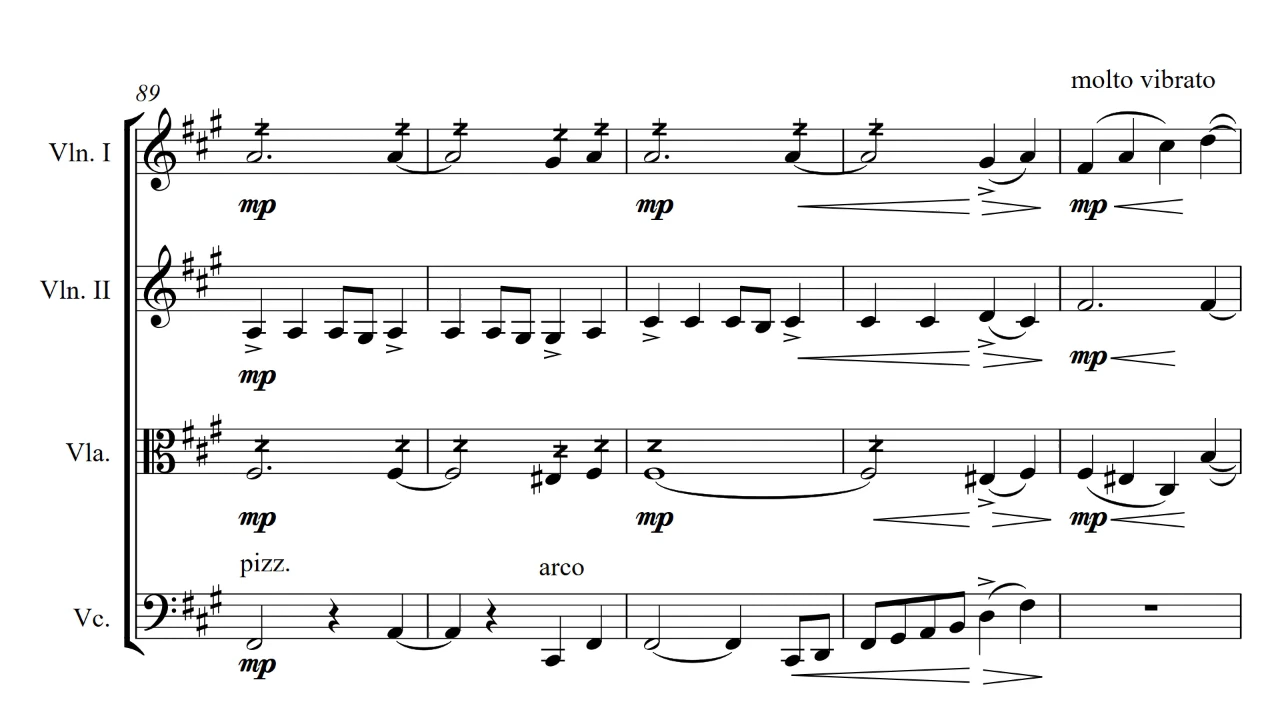 molto vibrato
89
Vln. I
mp mp mp
Vln. II
mp mp
Vla.
mp mp mp
pizz. arco
Vc.
mp